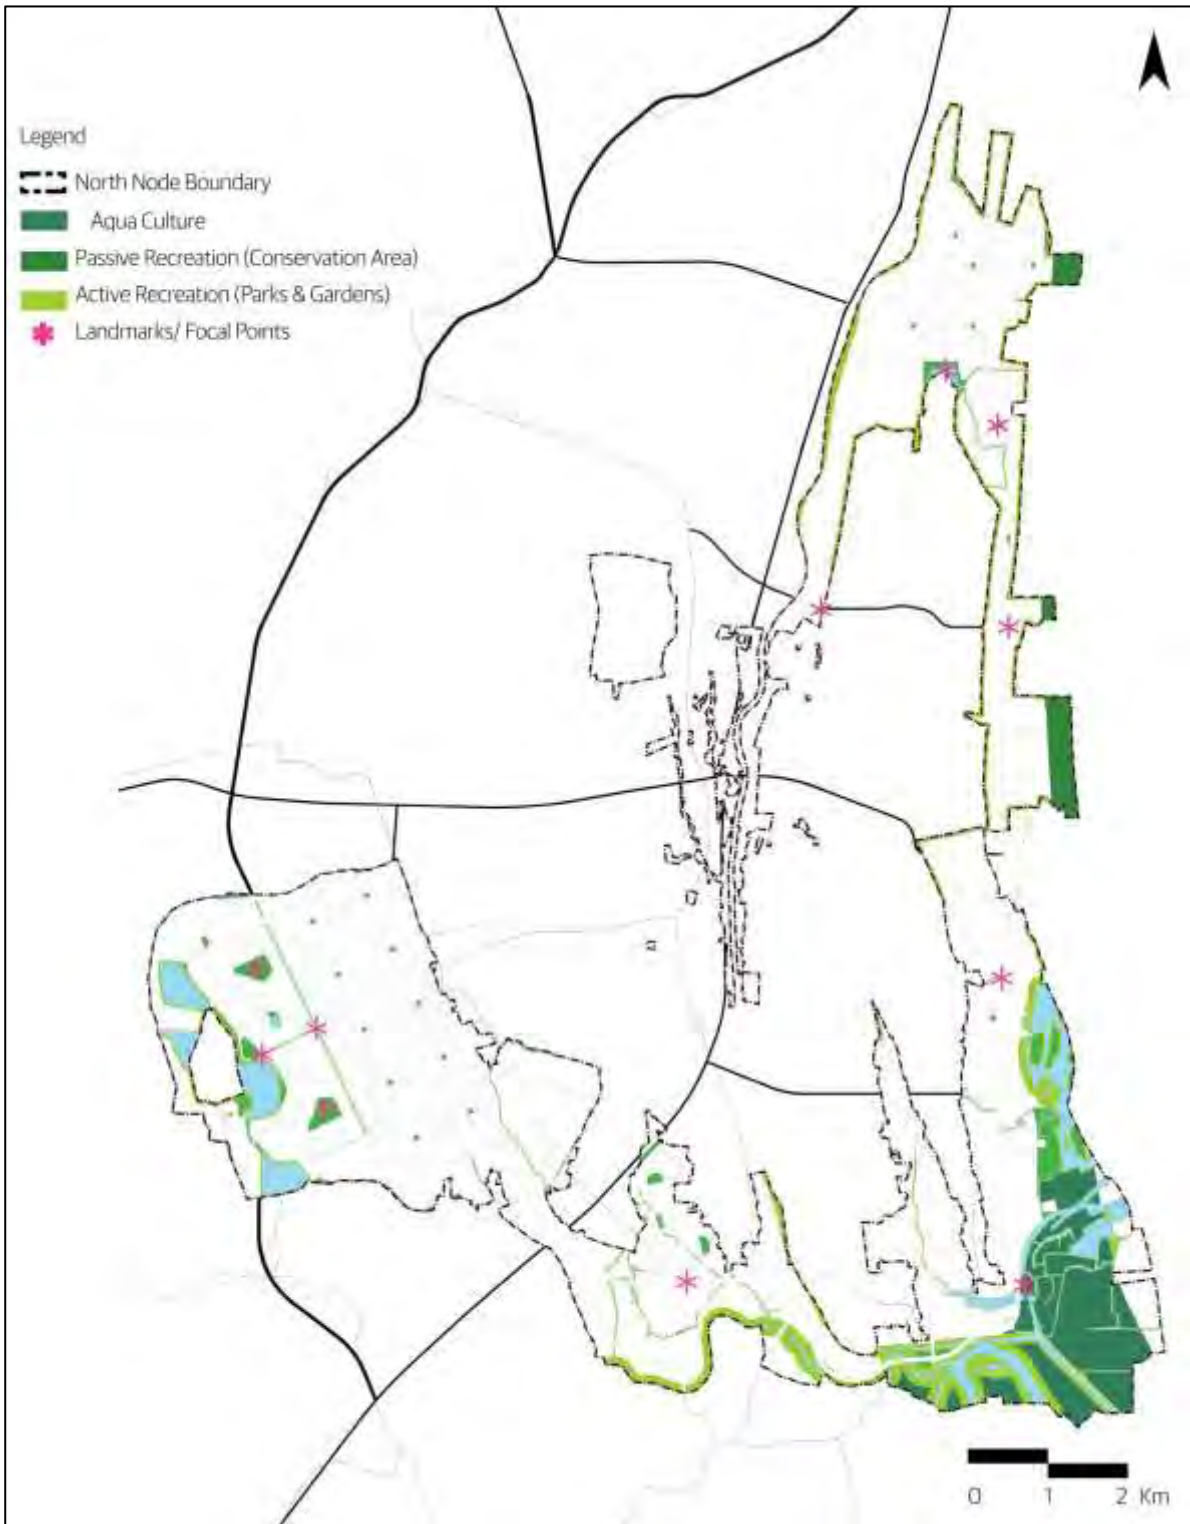 Legend
North Node Boundary
Aqua Culture
Passive Recreation (Conservation Area)
Active Recreation (Parks & Gardens)
Landmarks/ Focal Points
0 1 2 Km